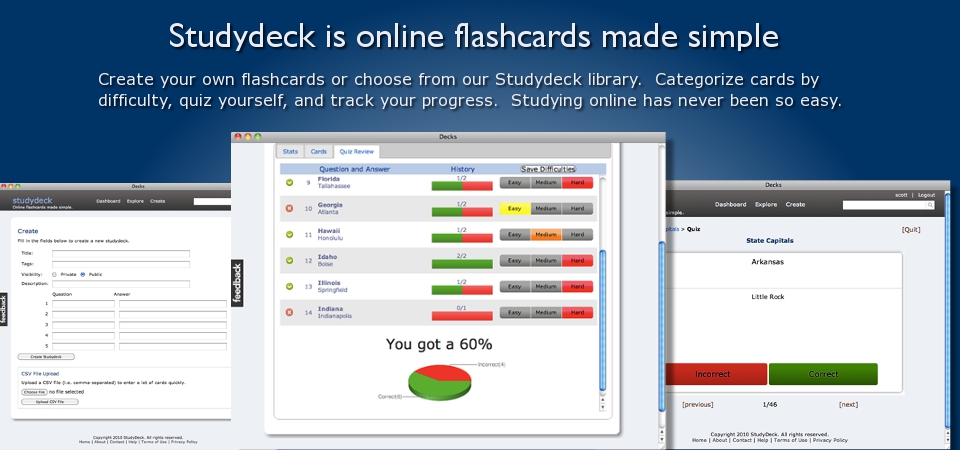 Studydeck is online flashcards made simple
Create your own flashcards or choose from our Studydeck library. Categorize cards by
difficulty, quiz yourself, and track your progress. Studying online has never been so easy.
Decks
studydeck
Online flashcards made simple.
Dashboard Explore Create
Create
Fill in the fields below to create a new studydeck.
Title:
Tags:
Visibility: Private Public
Description:
Question Answer
1
2
3
4
5
Create Studydeck
CSV File Upload
Upload a CSV file (i.e. comma-separated) to enter a lot of cards quickly.
Choose File no file selected
Upload CSV File
feedback
Copyright 2010 StudyDeck. All rights reserved.
Home | About | Contact | Help | Terms of Use | Privacy Policy
Decks
Stats Cards Quiz Review
Question and Answer History Save Difficulties
9 Florida 1/2 Easy Medium Hard
Tallahassee
10 Georgia 1/2 Easy Medium Hard
Atlanta
11 Hawaii 1/2 Easy Medium Hard
Honolulu
12 Idaho 2/2 Easy Medium Hard
Boise
13 Illinois 1/2 Easy Medium Hard
Springfield
14 Indiana 0/1 Easy Medium Hard
Indianapolis
You got a 60%
Incorrect(4)
Correct(6)
feedback
Decks
scott | Logout
mple.
Dashboard Explore Create
pitals > Quiz [Quit]
State Capitals
Arkansas
Little Rock
Incorrect Correct
[previous] 1/46 [next]
Copyright 2010 StudyDeck. All rights reserved.
Home | About | Contact | Help | Terms of Use | Privacy Policy